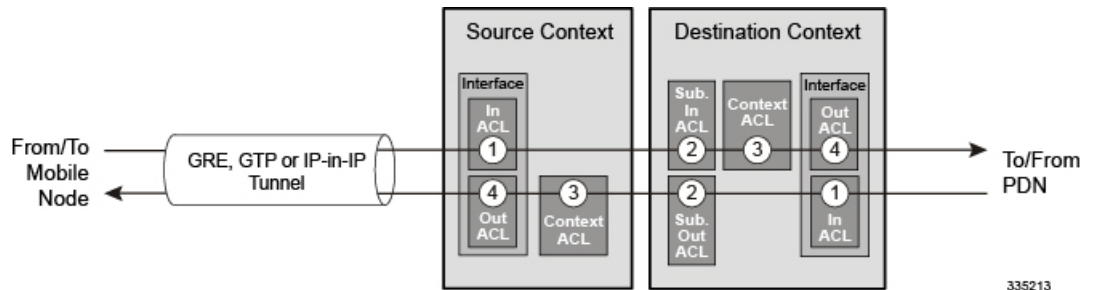 Source Context
Destination Context
Interface
In
ACL
1
Sub.
In
ACL
2
Context
ACL
3
Interface
Out
ACL
4
From/To
Mobile
Node
GRE, GTP or IP-in-IP
Tunnel
To/From
PDN
4
Out
ACL
3
Context
ACL
2
Sub.
Out
ACL
1
In
ACL
335213